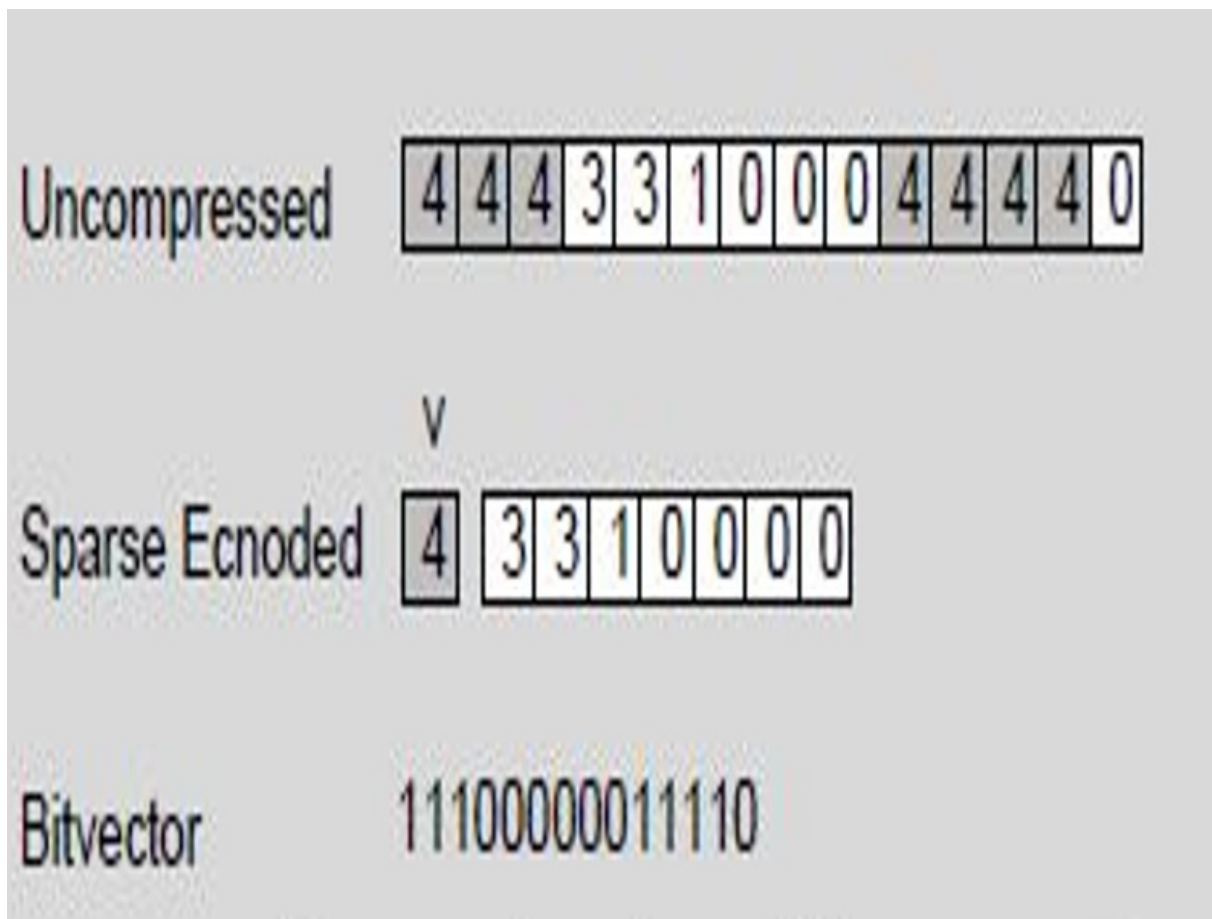 Uncompressed 4 4 4 3 3 1 0 0 0 4 4 4 4 0
v
Sparse Ecnoded 4 3 3 1 0 0 0 0
Bitvector 11100000011110